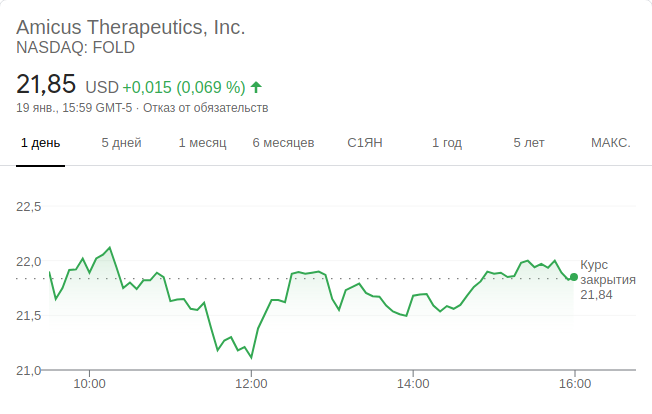 Amicus Therapeutics, Inc.
NASDAQ: FOLD
21,85 USD +0,015 (0,069 %)
19 янв., 15:59 GMT-5 · Отказ от обязательств
1 день 5 дней 1 месяц 6 месяцев С1ЯН 1 год 5 лет МАКС.
22,5
22,0
21,5
21,0
Курс
закрытия
21,84
10:00 12:00 14:00 16:00